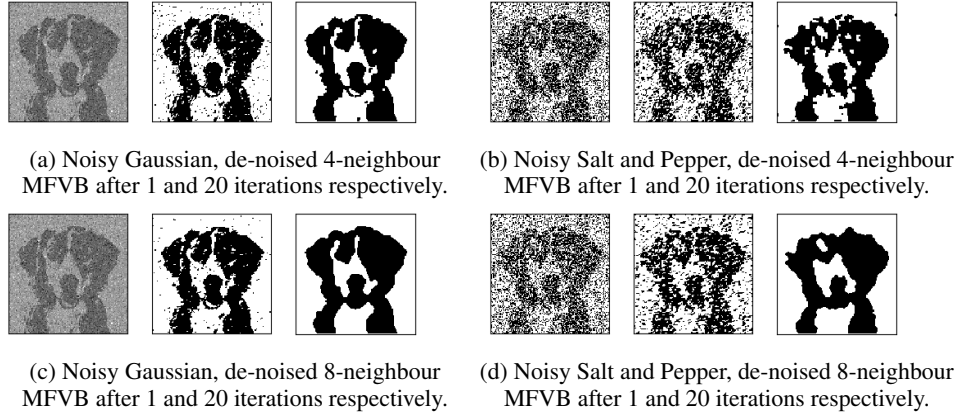 (a) Noisy Gaussian, de-noised 4-neighbour
MFVB after 1 and 20 iterations respectively.
(b) Noisy Salt and Pepper, de-noised 4-neighbour
MFVB after 1 and 20 iterations respectively.
(c) Noisy Gaussian, de-noised 8-neighbour
MFVB after 1 and 20 iterations respectively.
(d) Noisy Salt and Pepper, de-noised 8-neighbour
MFVB after 1 and 20 iterations respectively.